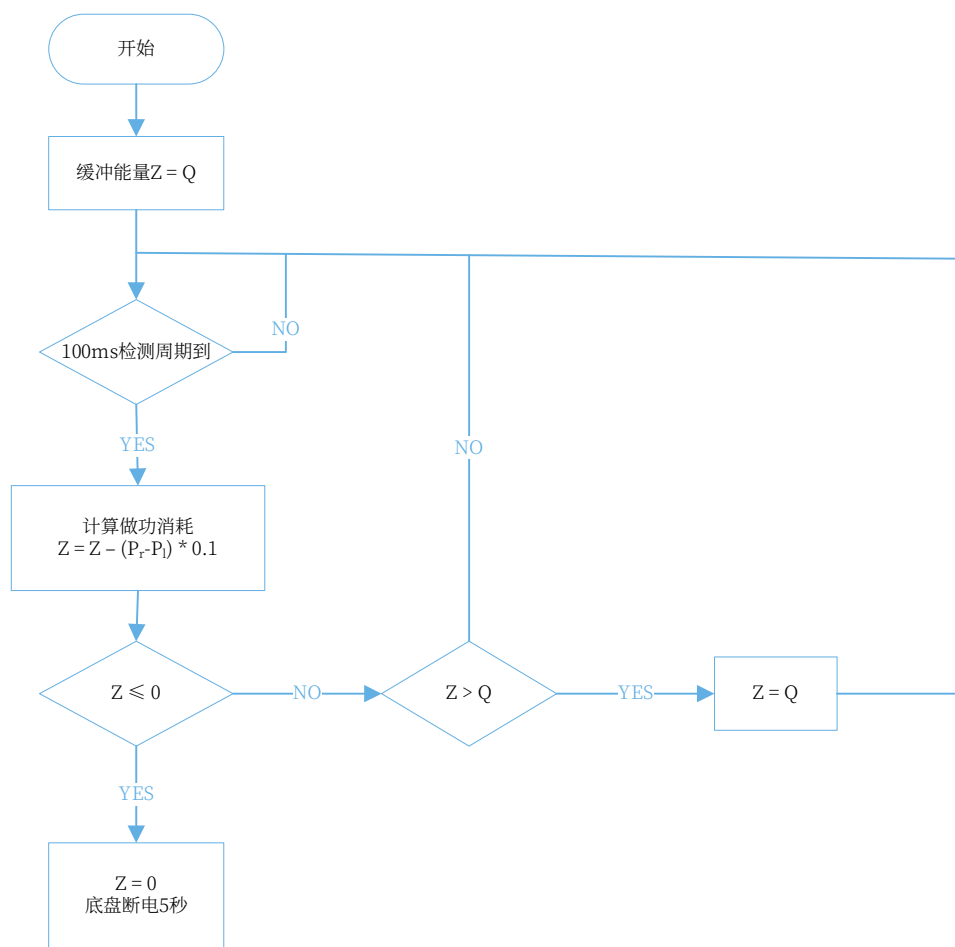 开始
缓冲能量Z = Q
NO
100ms检测周期到
YES
NO
计算做功消耗
Z = Z – (Pr-Pl) * 0.1
Z ≤ 0
NO
Z > Q
YES
Z = Q
YES
Z = 0
底盘断电5秒